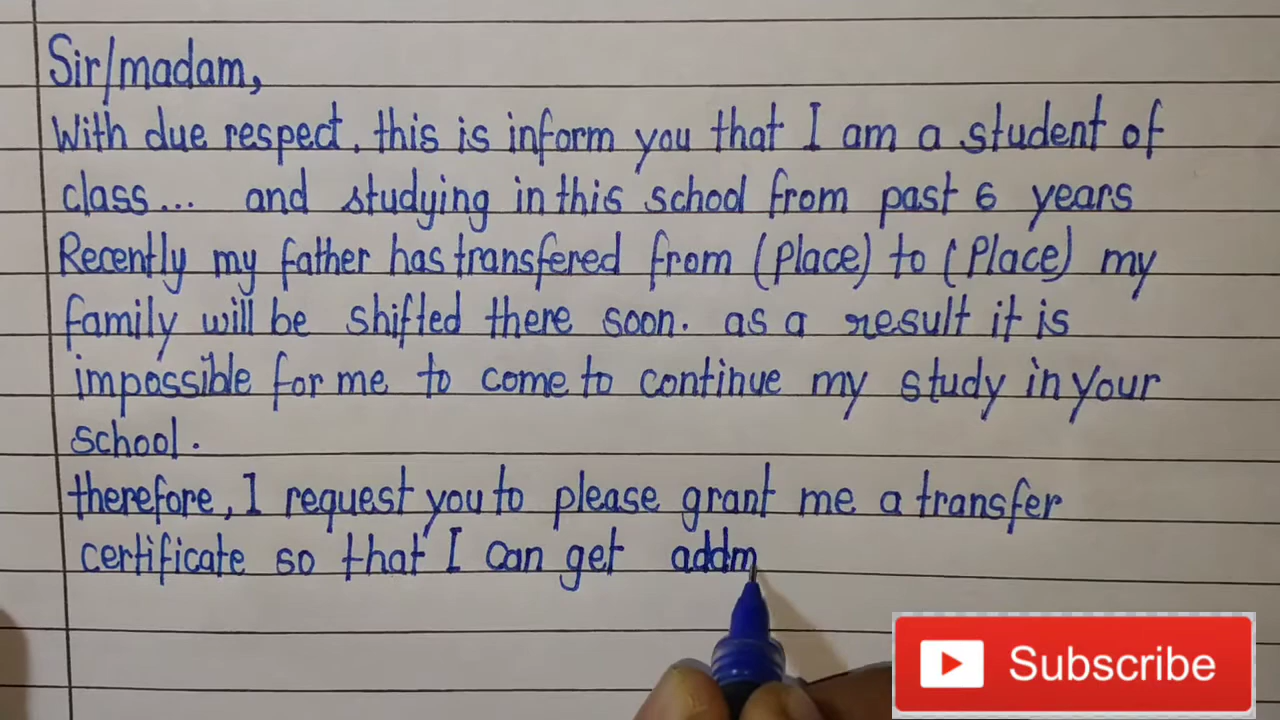 Sir/madam,
With due respect, this is inform you that I am a student of
class... and studying in this school from past 6 years
Recently my father has transfered from (Place) to (Place) my
family will be shifted there soon. as a result it is
impossible for me to come to continue my study in your
school.
therefore, I request you to please grant me a transfer
certificate so that I can get addm
Subscribe